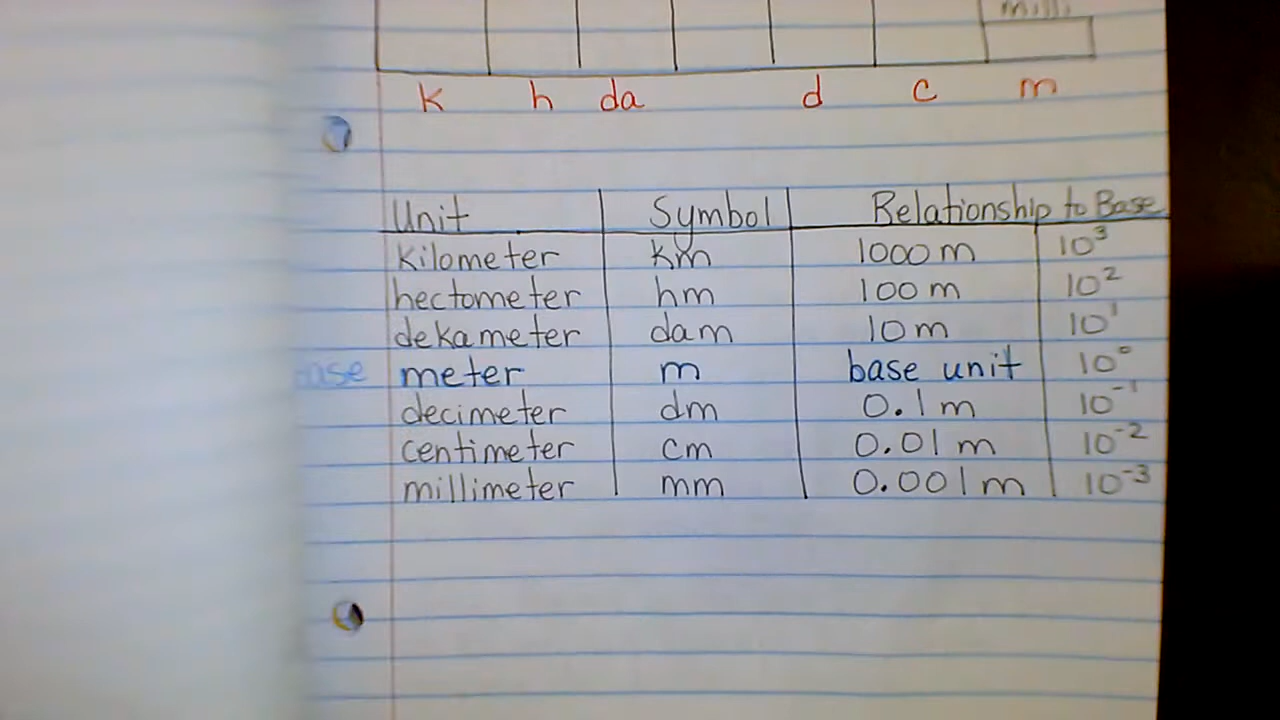 milli
k h da d c m
Unit Symbol Relationship to Base
kilometer km 1000 m 10³
hectometer hm 100 m 10²
dekameter dam 10 m 10¹
base meter m base unit 10⁰
decimeter dm 0.1 m 10⁻¹
centimeter cm 0.01 m 10⁻²
millimeter mm 0.001 m 10⁻³